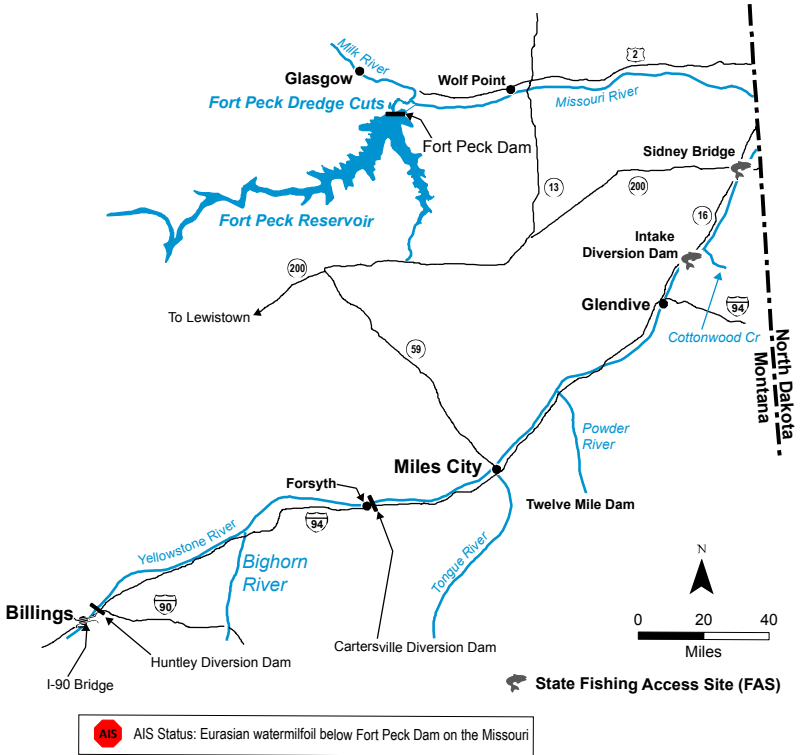 Milk River
2
Glasgow
Wolf Point
Fort Peck Dredge Cuts
Missouri River
Fort Peck Dam
Sidney Bridge
13
200
Fort Peck Reservoir
16
Intake
Diversion Dam
200
Glendive
94
To Lewistown
Cottonwood Cr
59
North Dakota
Montana
Powder
River
Miles City
Forsyth
Twelve Mile Dam
94
Yellowstone River
Bighorn
River
Tongue River
N
Billings
90
0 20 40
Miles
Cartersville Diversion Dam
Huntley Diversion Dam
I-90 Bridge
State Fishing Access Site (FAS)
AIS AIS Status: Eurasian watermilfoil below Fort Peck Dam on the Missouri